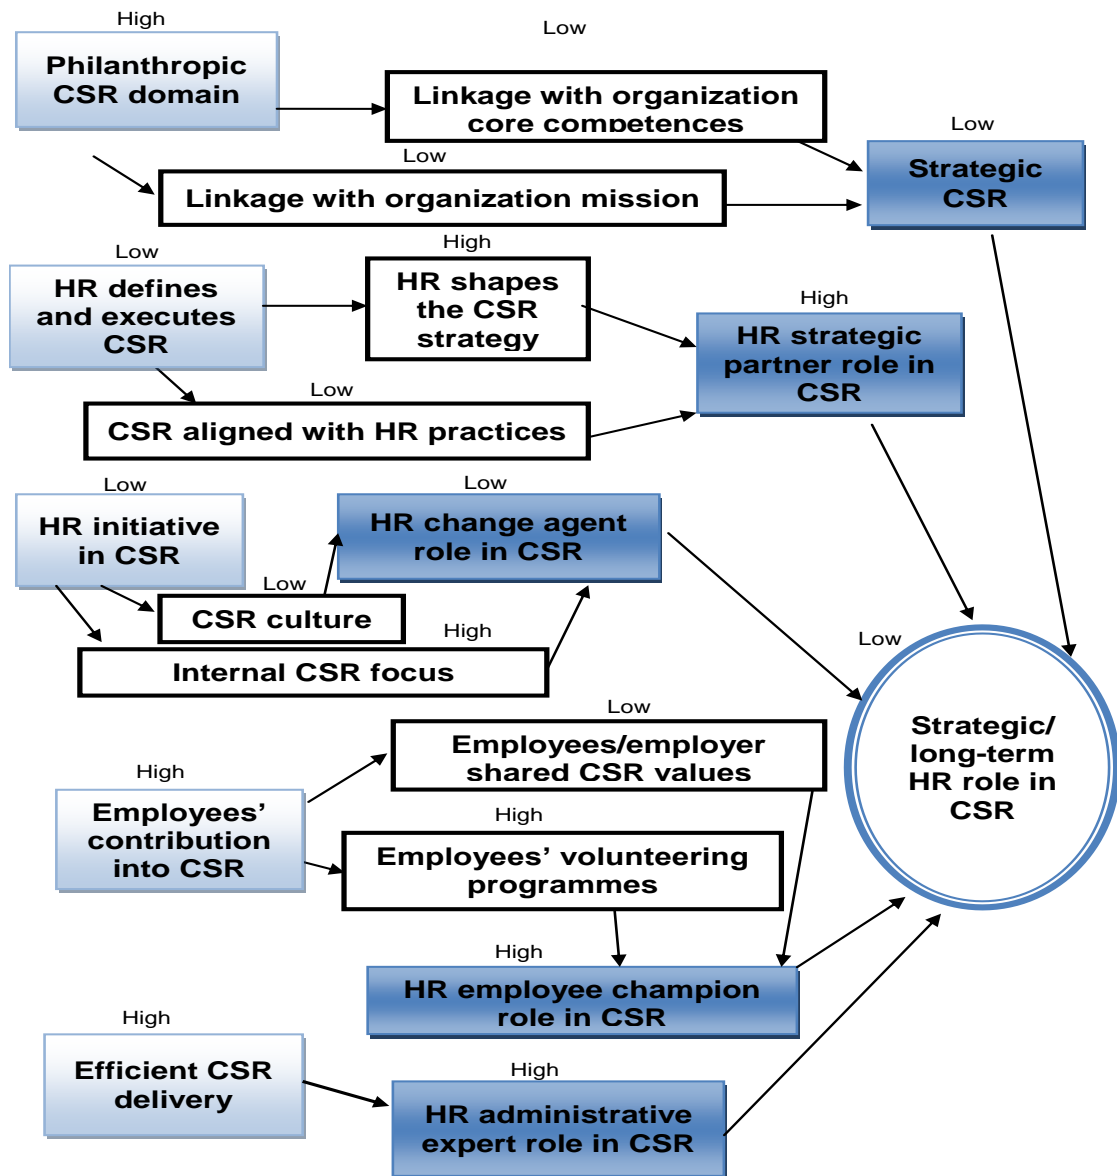 High
Low
Philanthropic
CSR domain
Linkage with organization
core competences
Low
Low
Linkage with organization mission
Strategic
CSR
High
Low
HR defines
and executes
CSR
HR shapes
the CSR
strategy
High
HR strategic
partner role in
CSR
Low
CSR aligned with HR practices
Low
HR initiative
in CSR
Low
HR change agent
role in CSR
Low
CSR culture
High
Internal CSR focus
Low
Strategic/
long-term
HR role in
CSR
Low
Employees/employer
shared CSR values
High
Employees’
contribution
into CSR
High
Employees’ volunteering
programmes
High
HR employee champion
role in CSR
High
Efficient CSR
delivery
High
HR administrative
expert role in CSR